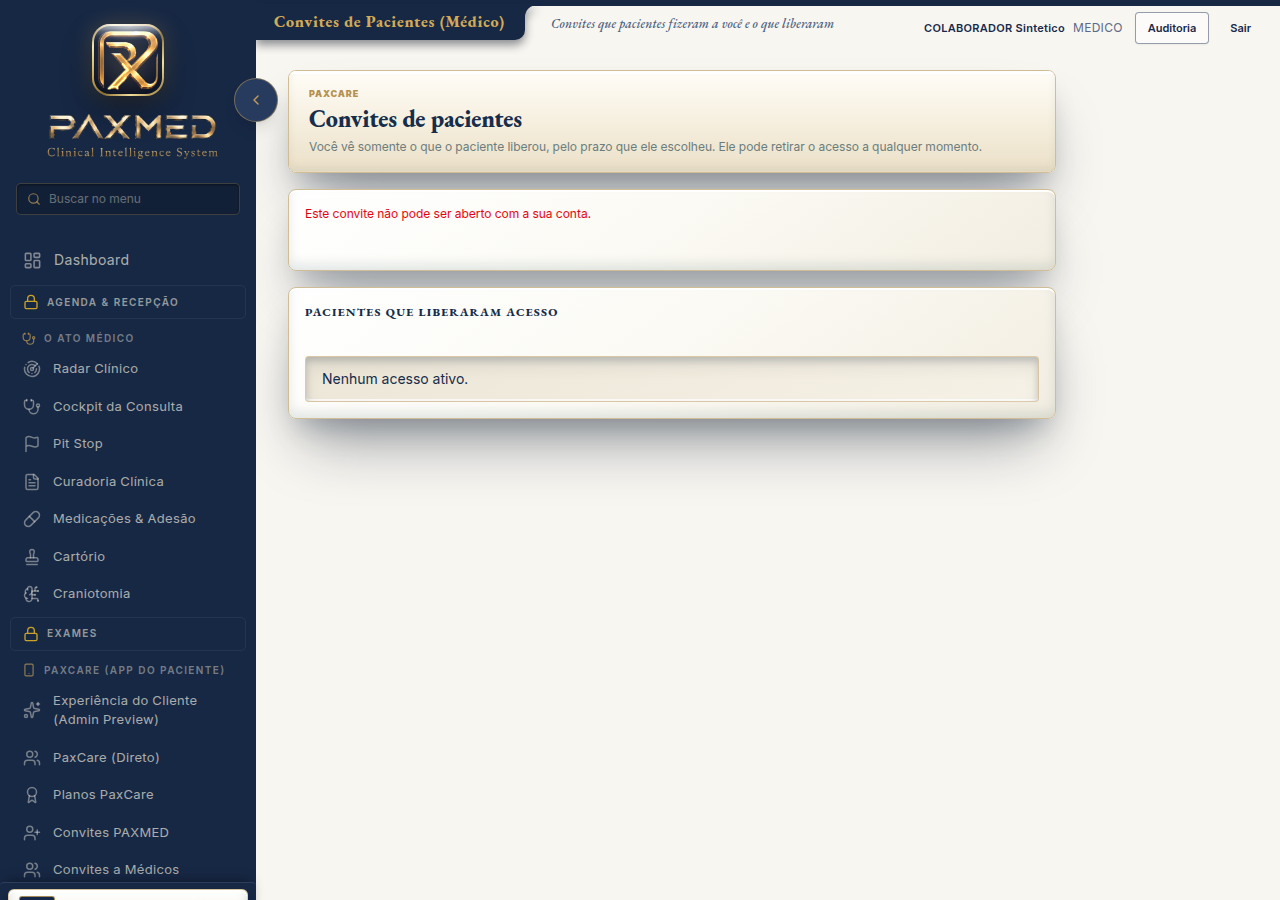 PAXMED
Clinical Intelligence System
Buscar no menu
Dashboard
AGENDA & RECEPÇÃO
O ATO MÉDICO
Radar Clínico
Cockpit da Consulta
Pit Stop
Curadoria Clínica
Medicações & Adesão
Cartório
Craniotomia
EXAMES
PAXCARE (APP DO PACIENTE)
Experiência do Cliente
(Admin Preview)
PaxCare (Direto)
Planos PaxCare
Convites PAXMED
Convites a Médicos
Convites de Pacientes (Médico)
Convites que pacientes fizeram a você e o que liberaram
COLABORADOR Sintetico MEDICO
Auditoria
Sair
PAXCARE
Convites de pacientes
Você vê somente o que o paciente liberou, pelo prazo que ele escolheu. Ele pode retirar o acesso a qualquer momento.
Este convite não pode ser aberto com a sua conta.
PACIENTES QUE LIBERARAM ACESSO
Nenhum acesso ativo.